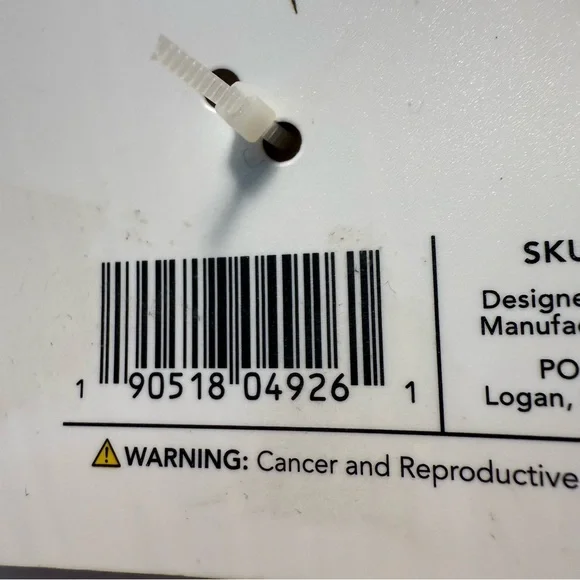 SKU
Designe
Manufac
PO
Logan,
1 90518 04926 1
WARNING: Cancer and Reproductive